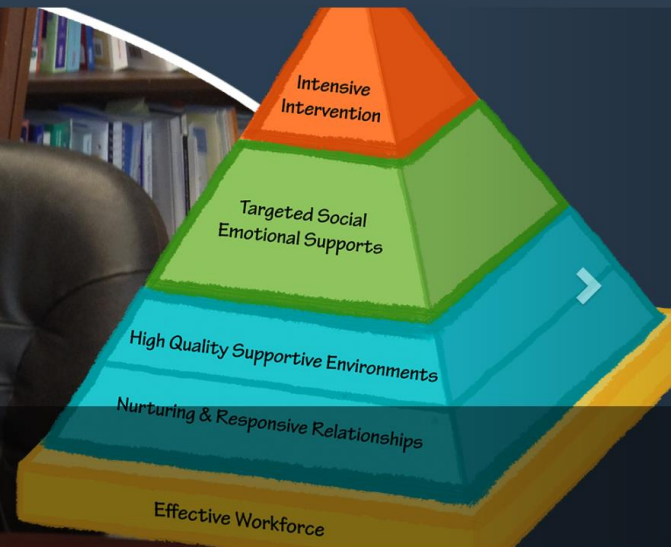 Intensive
Intervention
Targeted Social
Emotional Supports
High Quality Supportive Environments
Nurturing & Responsive Relationships
Effective Workforce